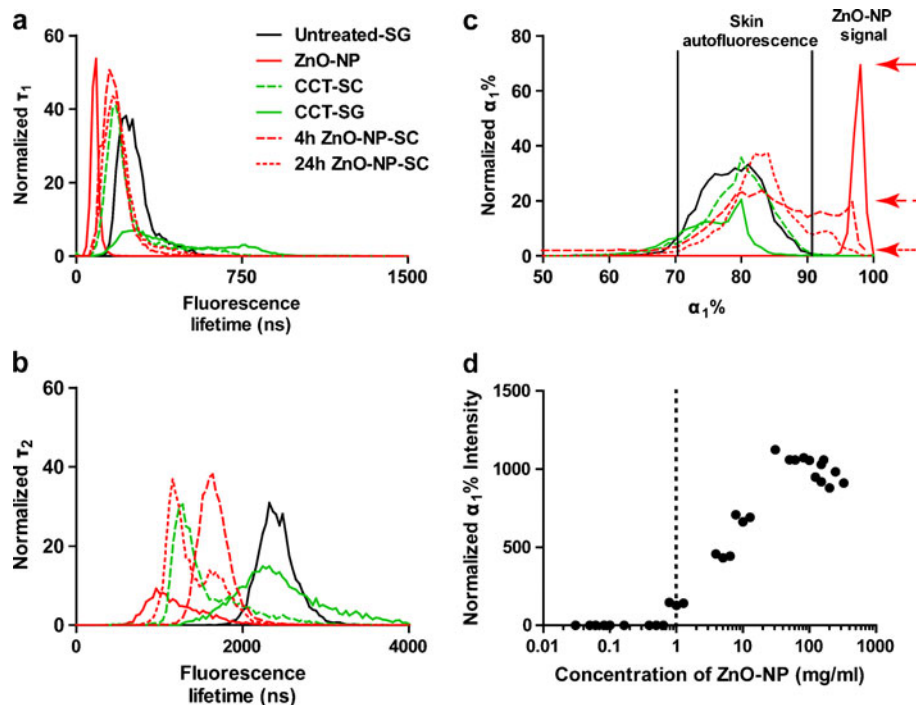 a
60
40
20
0
Normalized τ₁
0
750
1500
Fluorescence
lifetime (ns)
Untreated-SG
ZnO-NP
CCT-SC
CCT-SG
4h ZnO-NP-SC
24h ZnO-NP-SC
c
Skin
autofluorescence
ZnO-NP
signal
80
60
40
20
0
Normalized α₁%
50
60
70
80
90
100
α₁%
b
60
40
20
0
Normalized τ₂
0
2000
4000
Fluorescence
lifetime (ns)
d
1500
1000
500
0
Normalized α₁% Intensity
0.01
0.1
1
10
100
1000
Concentration of ZnO-NP (mg/ml)